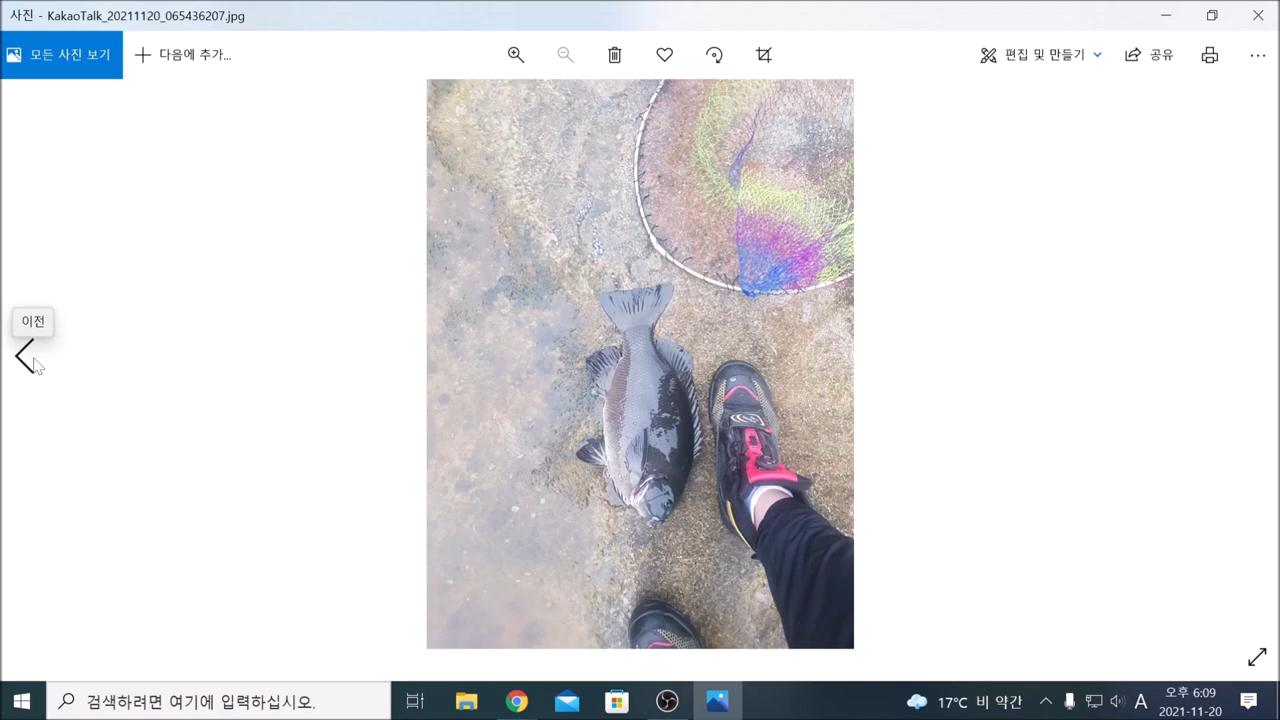 사진 - KakaoTalk_20211120_065436207.jpg
모든 사진 보기
다음에 추가...
편집 및 만들기
공유
이전
검색하려면 여기에 입력하십시오.
17℃ 비 약간
A
오후 6:09
2021-11-20